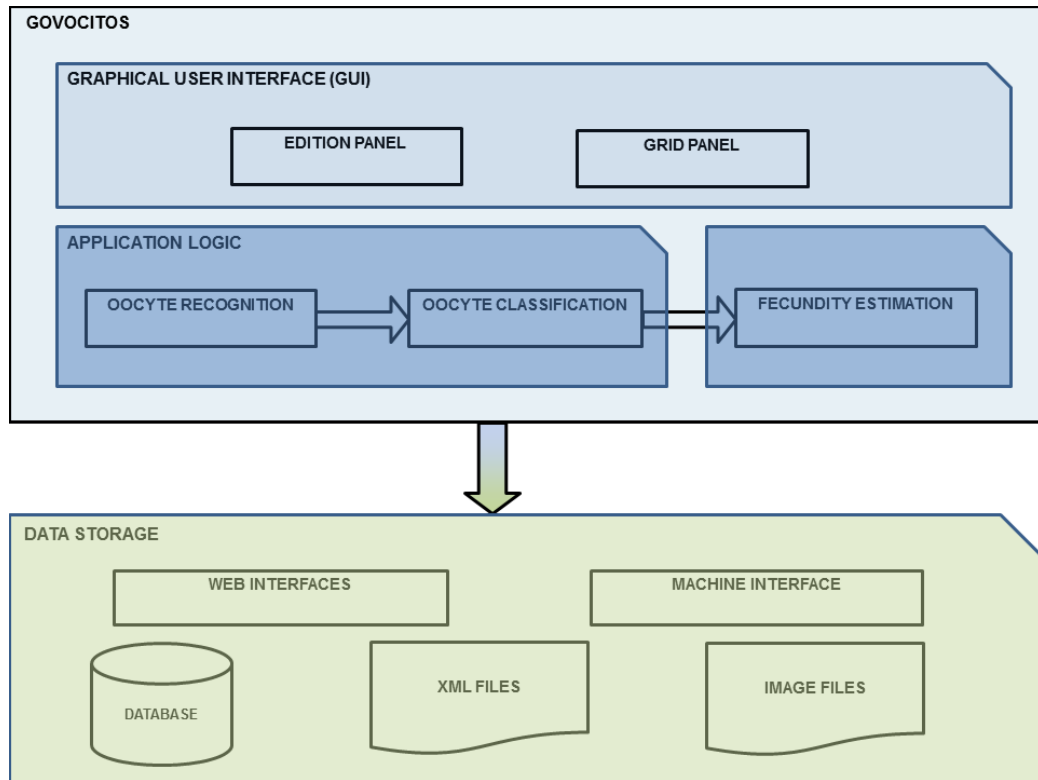 GOVOCITOS
GRAPHICAL USER INTERFACE (GUI)
EDITION PANEL
GRID PANEL
APPLICATION LOGIC
OOCYTE RECOGNITION
OOCYTE CLASSIFICATION
FECUNDITY ESTIMATION
DATA STORAGE
WEB INTERFACES
MACHINE INTERFACE
DATABASE
XML FILES
IMAGE FILES